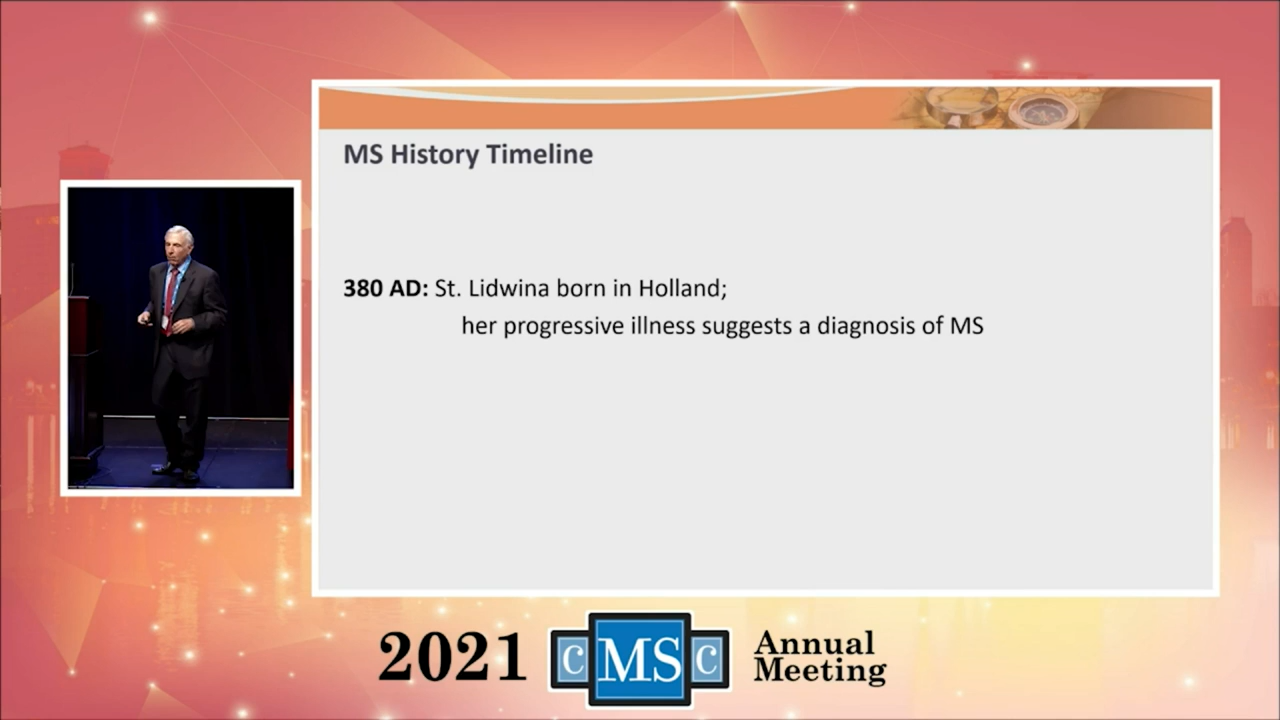 MS History Timeline
380 AD: St. Lidwina born in Holland;
her progressive illness suggests a diagnosis of MS
2021 CMSC Annual
Meeting